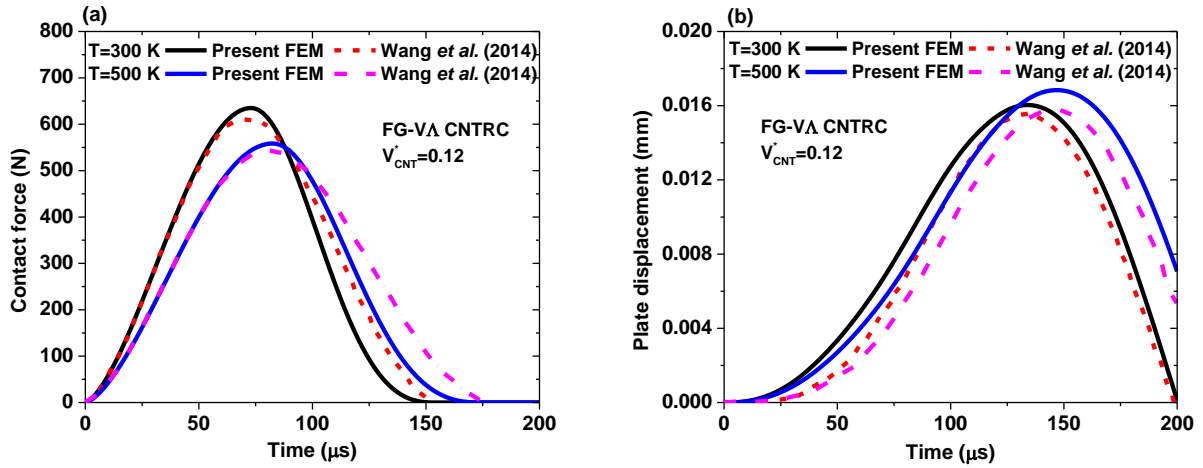 (a)
800
700
600
500
400
300
200
100
0
Contact force (N)
T=300 K Present FEM Wang et al. (2014)
T=500 K Present FEM Wang et al. (2014)
FG-VΛ CNTRC
V*CNT=0.12
0 50 100 150 200
Time (μs)
(b)
0.020
0.016
0.012
0.008
0.004
0.000
Plate displacement (mm)
T=300 K Present FEM Wang et al. (2014)
T=500 K Present FEM Wang et al. (2014)
FG-VΛ CNTRC
V*CNT=0.12
0 50 100 150 200
Time (μs)